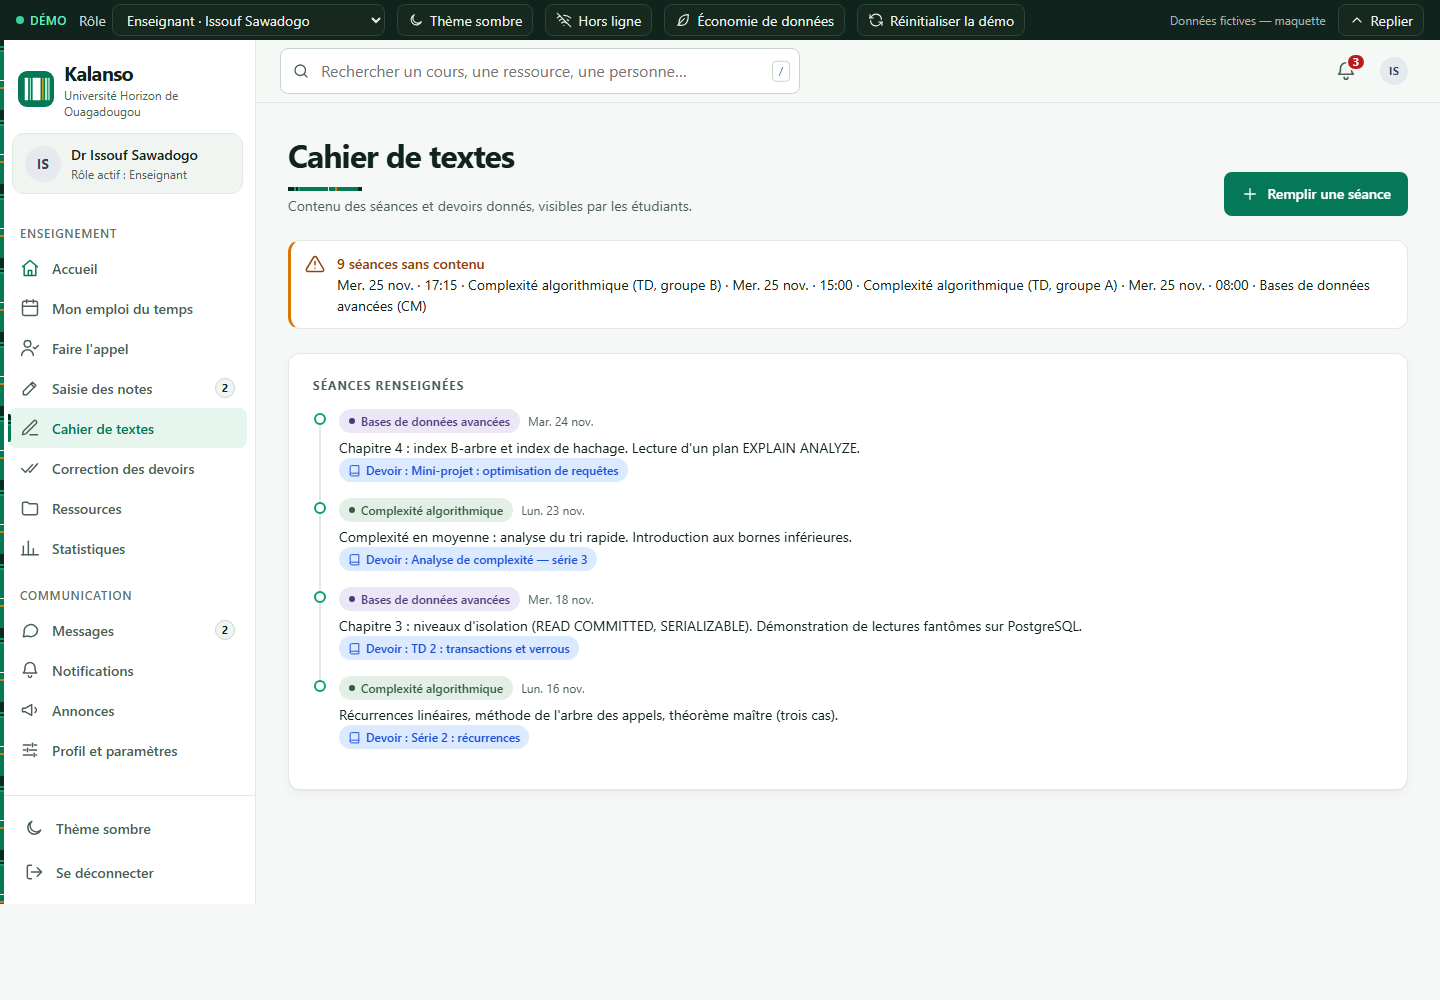 DÉMO Rôle Enseignant · Issouf Sawadogo Thème sombre Hors ligne Économie de données Réinitialiser la démo Données fictives — maquette Replier
Kalanso
Université Horizon de
Ouagadougou
IS
Dr Issouf Sawadogo
Rôle actif : Enseignant
ENSEIGNEMENT
Accueil
Mon emploi du temps
Faire l'appel
Saisie des notes 2
Cahier de textes
Correction des devoirs
Ressources
Statistiques
COMMUNICATION
Messages 2
Notifications
Annonces
Profil et paramètres
Thème sombre
Se déconnecter
Rechercher un cours, une ressource, une personne... /
3
IS
Cahier de textes
Contenu des séances et devoirs donnés, visibles par les étudiants.
Remplir une séance
9 séances sans contenu
Mer. 25 nov. · 17:15 · Complexité algorithmique (TD, groupe B) · Mer. 25 nov. · 15:00 · Complexité algorithmique (TD, groupe A) · Mer. 25 nov. · 08:00 · Bases de données
avancées (CM)
SÉANCES RENSEIGNÉES
Bases de données avancées Mar. 24 nov.
Chapitre 4 : index B-arbre et index de hachage. Lecture d'un plan EXPLAIN ANALYZE.
Devoir : Mini-projet : optimisation de requêtes
Complexité algorithmique Lun. 23 nov.
Complexité en moyenne : analyse du tri rapide. Introduction aux bornes inférieures.
Devoir : Analyse de complexité — série 3
Bases de données avancées Mer. 18 nov.
Chapitre 3 : niveaux d'isolation (READ COMMITTED, SERIALIZABLE). Démonstration de lectures fantômes sur PostgreSQL.
Devoir : TD 2 : transactions et verrous
Complexité algorithmique Lun. 16 nov.
Récurrences linéaires, méthode de l'arbre des appels, théorème maître (trois cas).
Devoir : Série 2 : récurrences